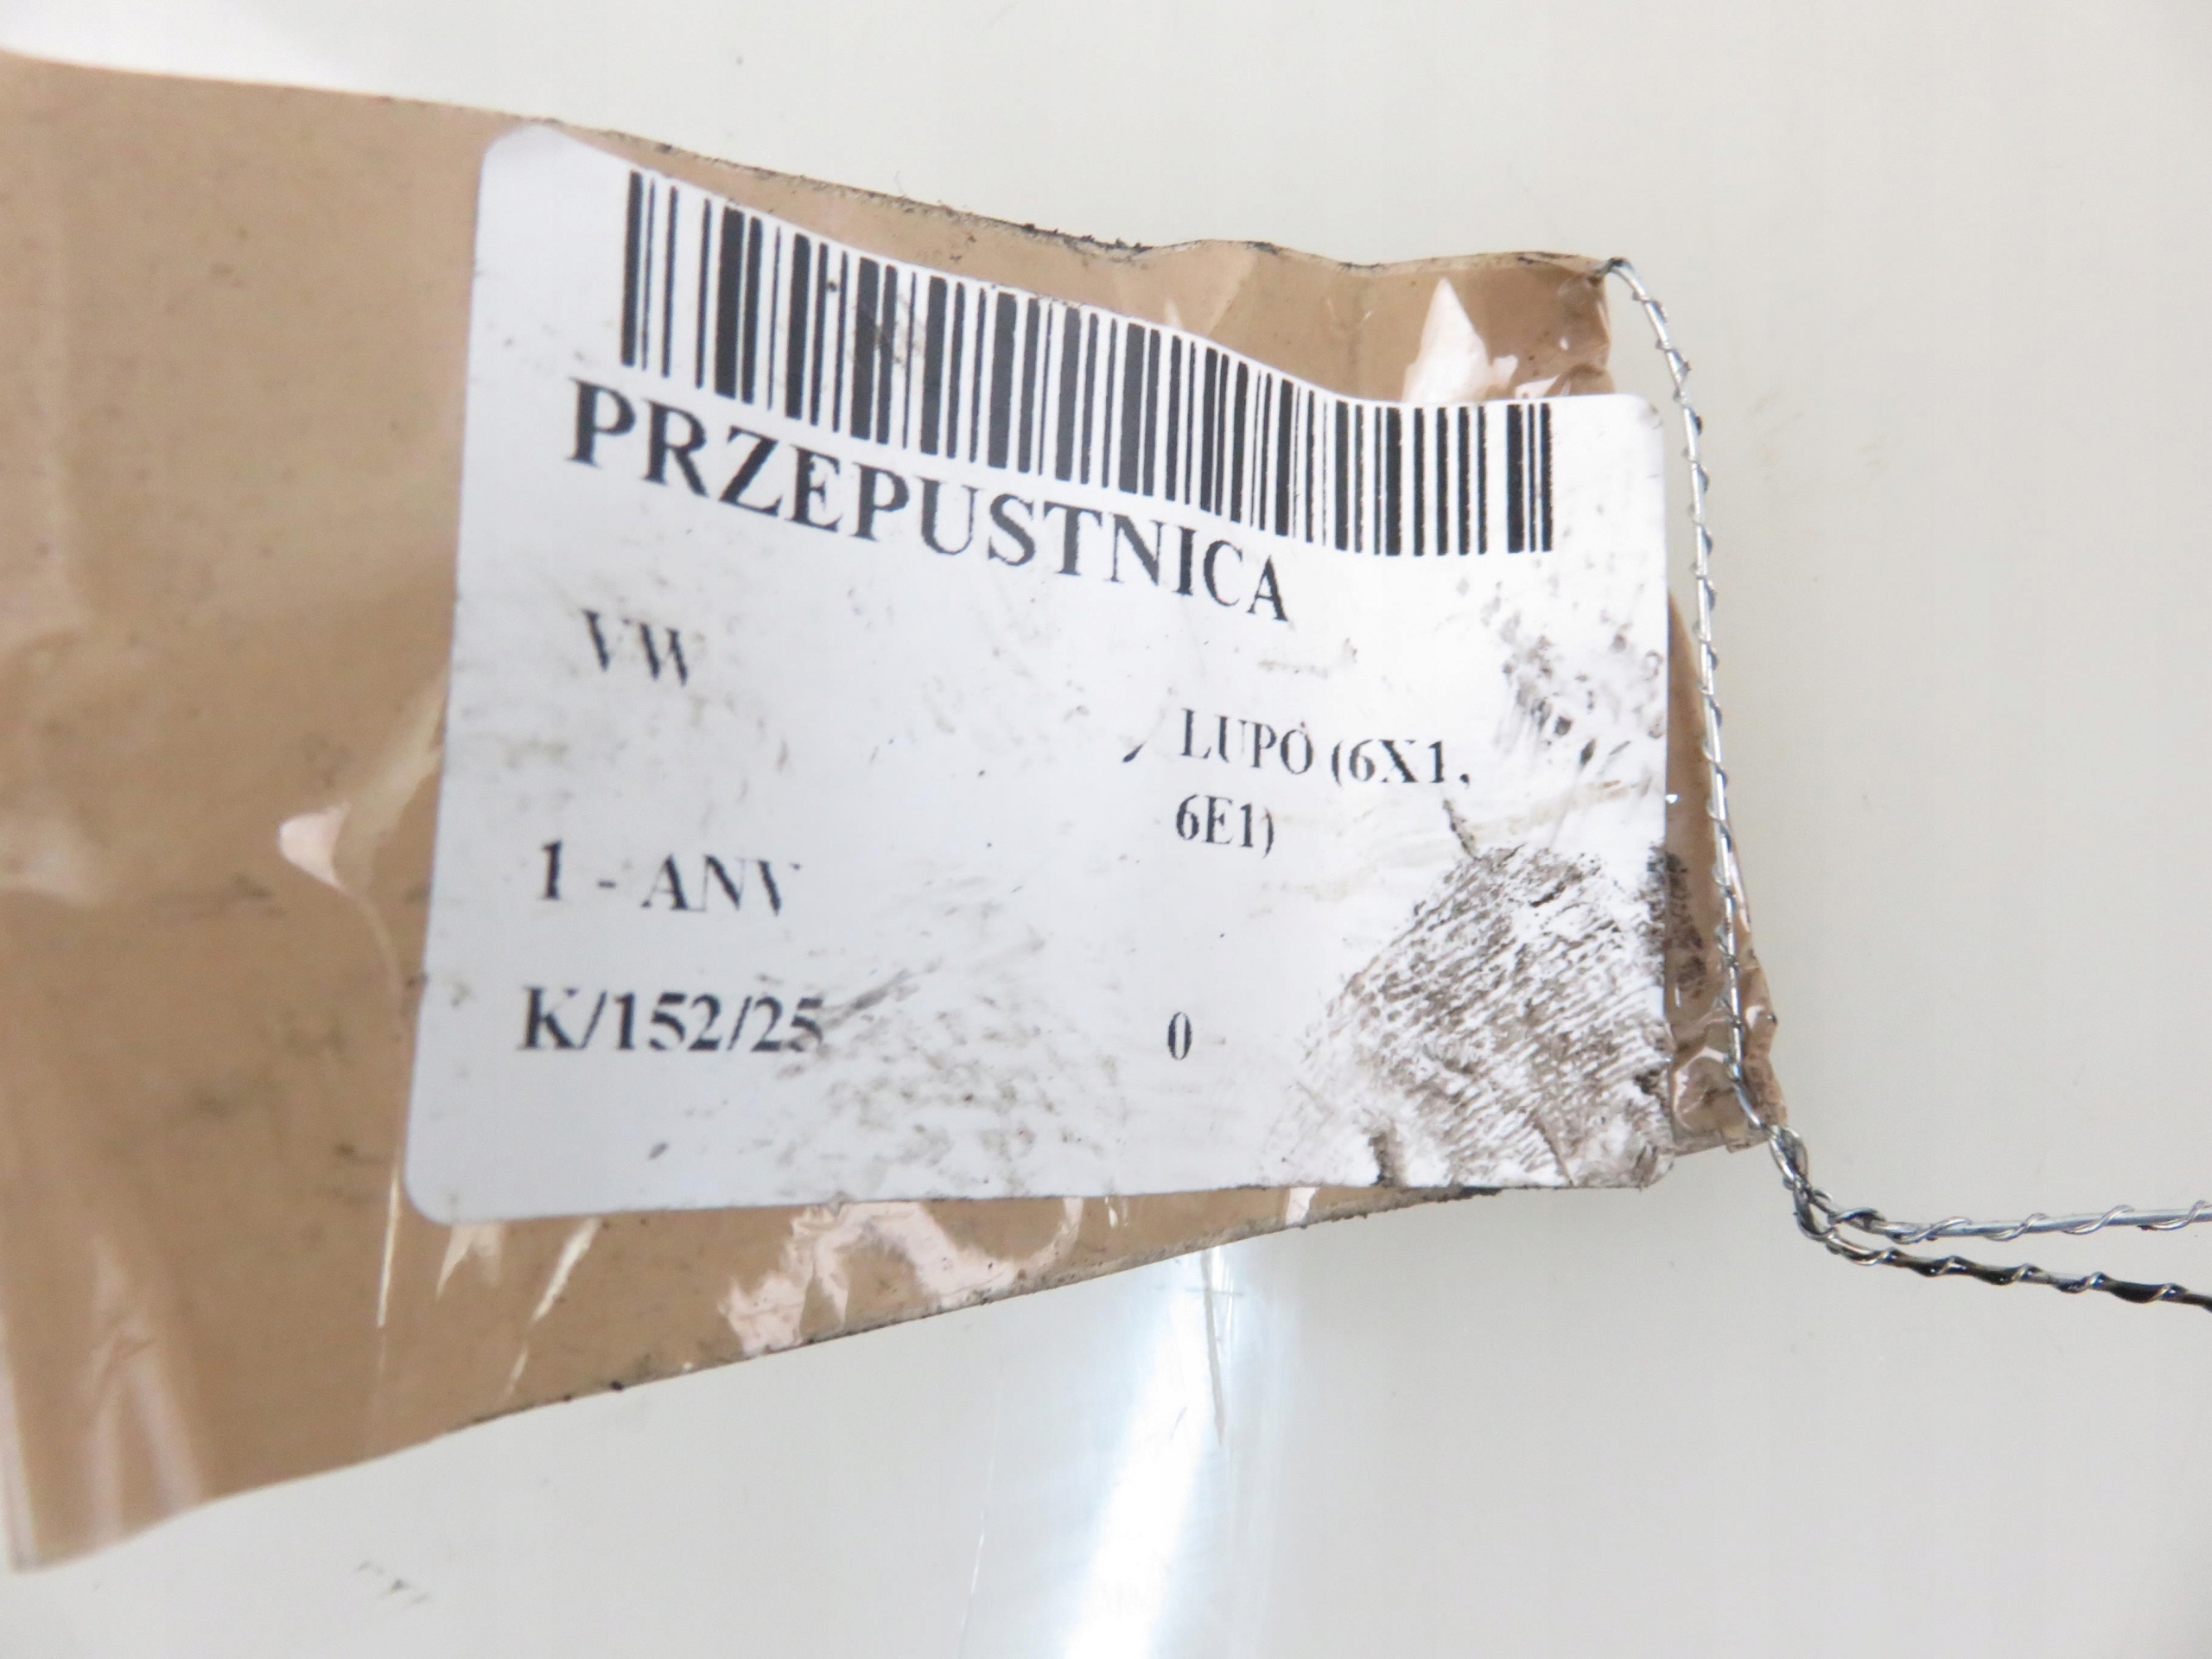 PRZEPUSTNICA
VW
LUPO (6X1,
6E1)
1 - ANV
K/152/25
0